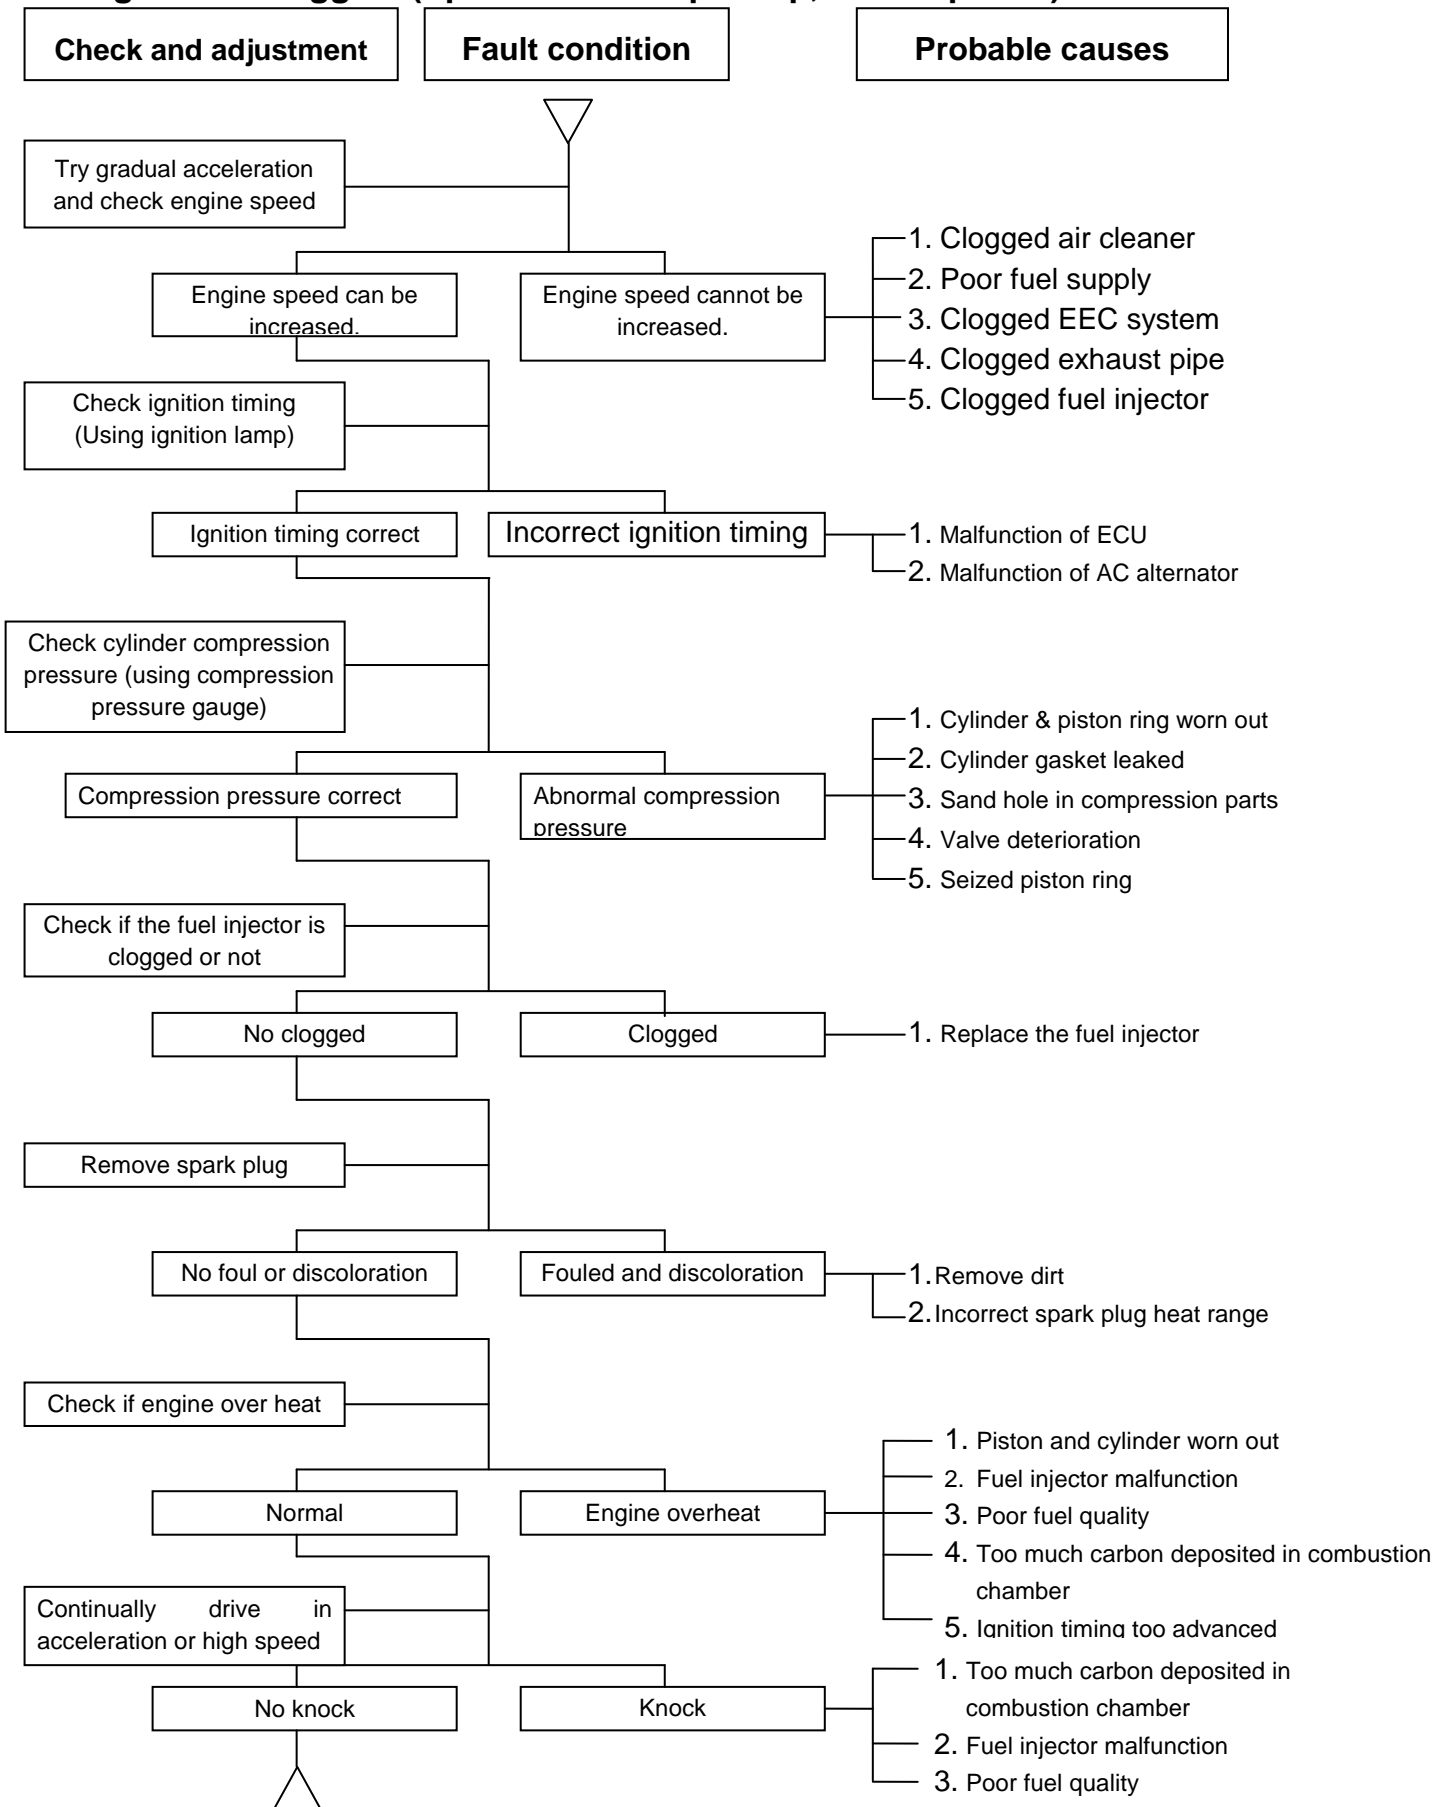 Check and adjustment
Fault condition
Probable causes
Try gradual acceleration
and check engine speed
Engine speed can be
increased.
Engine speed cannot be
increased.
1. Clogged air cleaner
2. Poor fuel supply
3. Clogged EEC system
4. Clogged exhaust pipe
5. Clogged fuel injector
Check ignition timing
(Using ignition lamp)
Ignition timing correct
Incorrect ignition timing
1. Malfunction of ECU
2. Malfunction of AC alternator
Check cylinder compression
pressure (using compression
pressure gauge)
Compression pressure correct
Abnormal compression
pressure
1. Cylinder & piston ring worn out
2. Cylinder gasket leaked
3. Sand hole in compression parts
4. Valve deterioration
5. Seized piston ring
Check if the fuel injector is
clogged or not
No clogged
Clogged
1. Replace the fuel injector
Remove spark plug
No foul or discoloration
Fouled and discoloration
1. Remove dirt
2. Incorrect spark plug heat range
Check if engine over heat
Normal
Engine overheat
1. Piston and cylinder worn out
2. Fuel injector malfunction
3. Poor fuel quality
4. Too much carbon deposited in combustion
chamber
5. Ignition timing too advanced
Continually drive in
acceleration or high speed
No knock
Knock
1. Too much carbon deposited in
combustion chamber
2. Fuel injector malfunction
3. Poor fuel quality